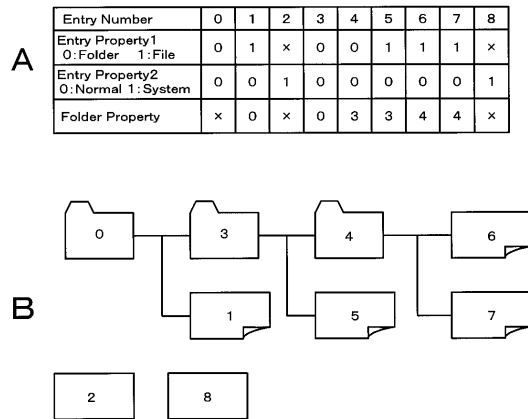 A
Entry Number 0 1 2 3 4 5 6 7 8
Entry Property1
0:Folder 1:File 0 1 × 0 0 1 1 1 ×
Entry Property2
0:Normal 1:System 0 0 1 0 0 0 0 0 1
Folder Property × 0 × 0 3 3 4 4 ×
B
0 3 4 6
1 5 7
2 8